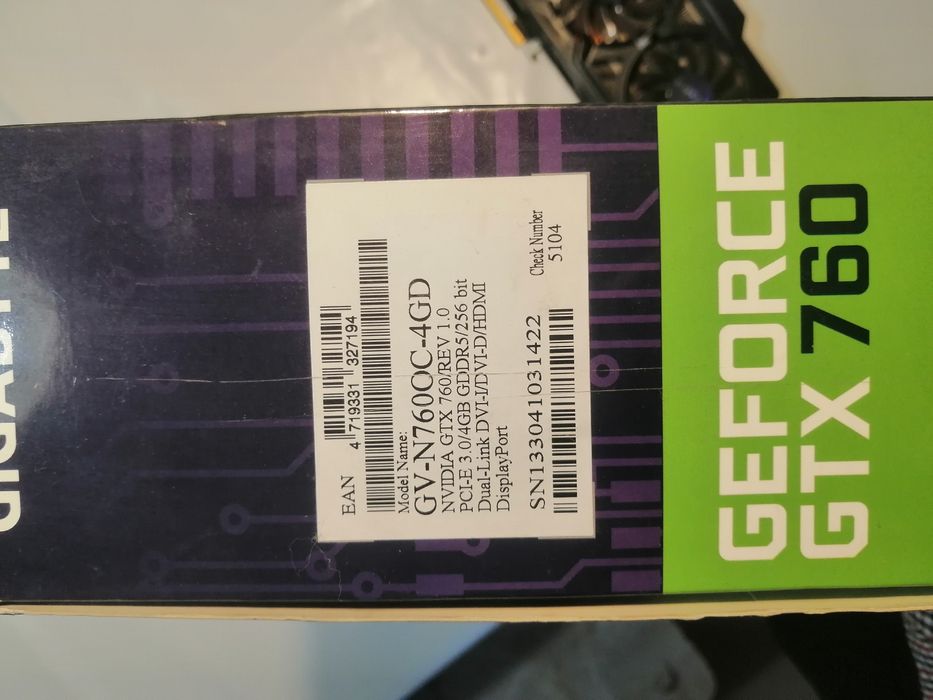 GIGABYTE
EAN
4 719331 327194
Model Name:
GV-N760OC-4GD
NVIDIA GTX 760/REV 1.0
PCI-E 3.0/4GB GDDR5/256 bit
Dual-Link DVI-I/DVI-D/HDMI
DisplayPort
SN133041031422
Check Number
5104
GEFORCE
GTX 760